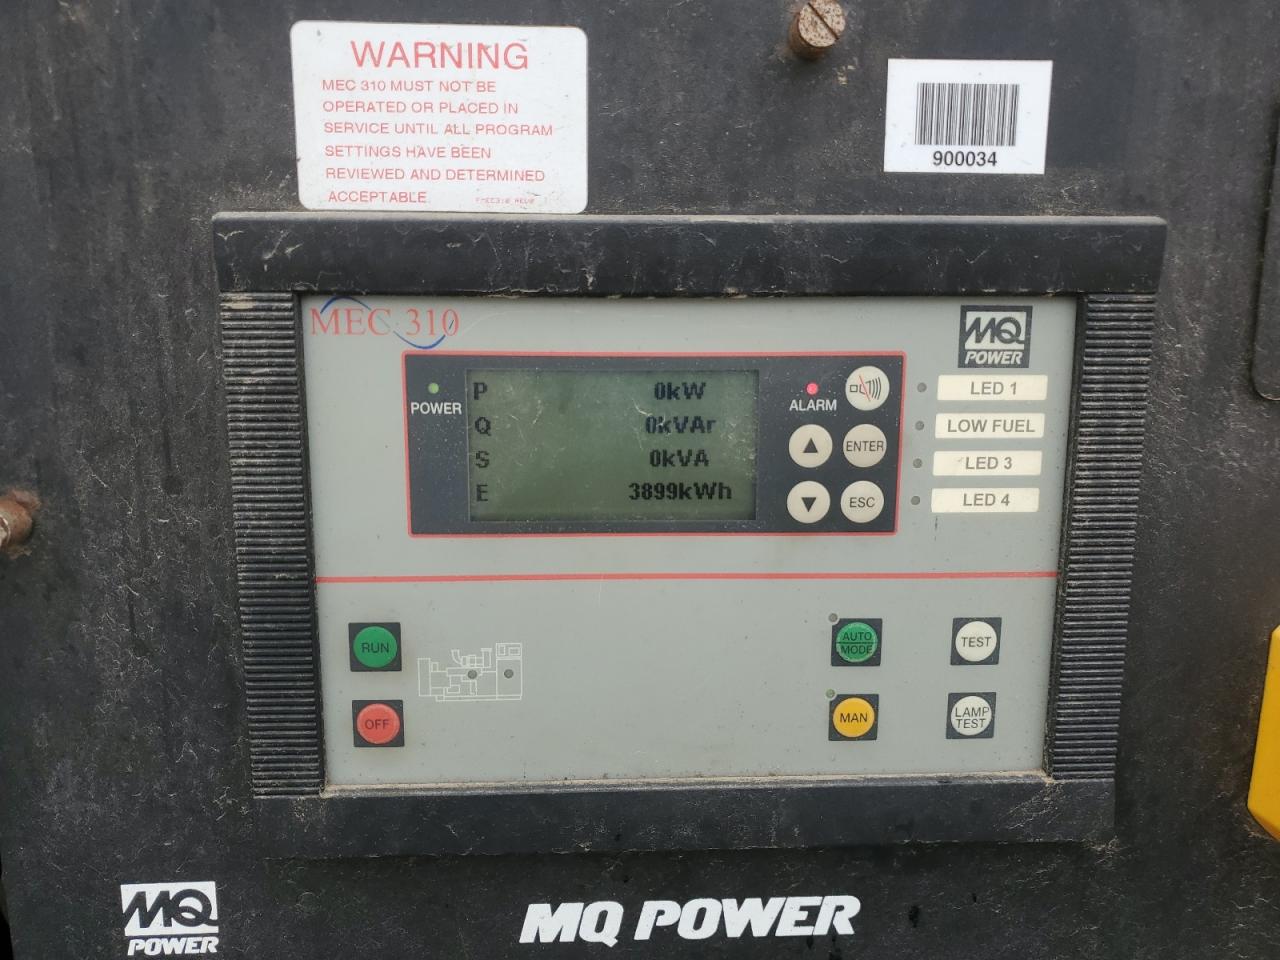 WARNING
MEC 310 MUST NOT BE
OPERATED OR PLACED IN
SERVICE UNTIL ALL PROGRAM
SETTINGS HAVE BEEN
REVIEWED AND DETERMINED
ACCEPTABLE.
900034
MEC 310
MQ
POWER
POWER
P 0kW
Q 0kVAr
S 0kVA
E 3899kWh
ALARM
ENTER
ESC
LED 1
LOW FUEL
LED 3
LED 4
RUN
OFF
AUTO
MODE
MAN
TEST
LAMP
TEST
MQ
POWER
MQ POWER